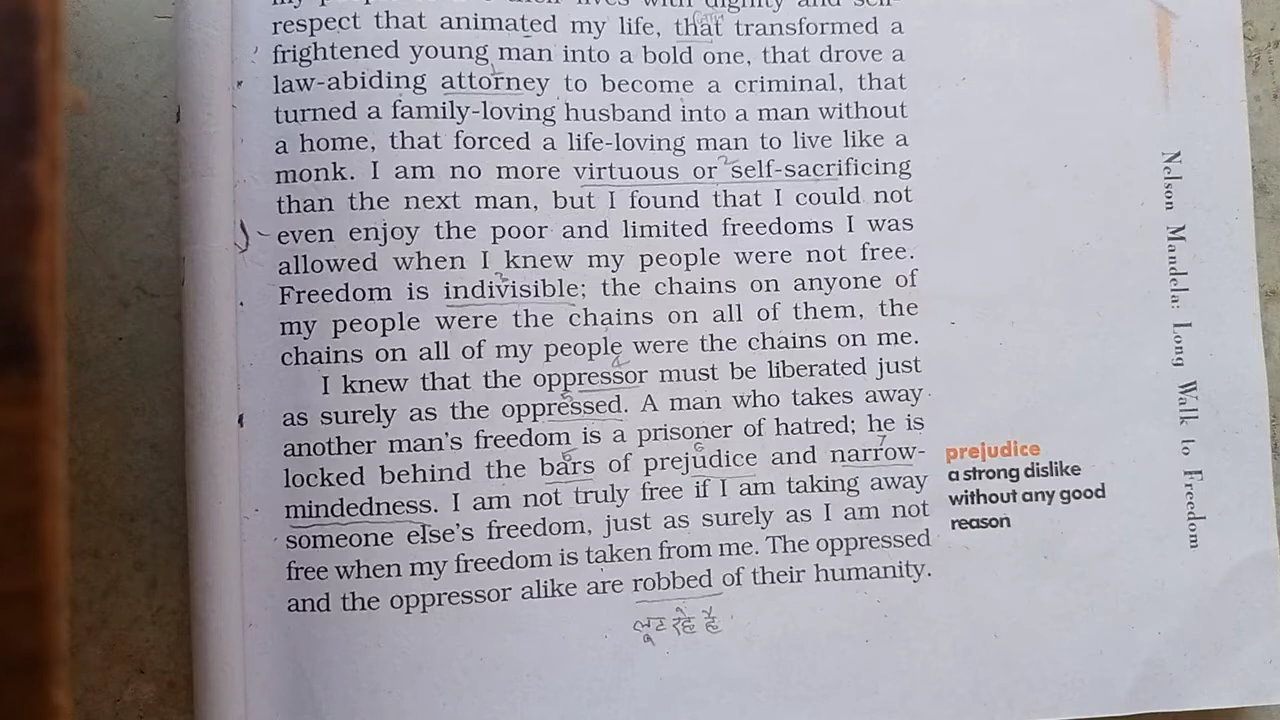 respect that animated my life, that transformed a
frightened young man into a bold one, that drove a
law-abiding attorney to become a criminal, that
turned a family-loving husband into a man without
a home, that forced a life-loving man to live like a
monk. I am no more virtuous or self-sacrificing
than the next man, but I found that I could not
even enjoy the poor and limited freedoms I was
allowed when I knew my people were not free.
Freedom is indivisible; the chains on anyone of
my people were the chains on all of them, the
chains on all of my people were the chains on me.
I knew that the oppressor must be liberated just
as surely as the oppressed. A man who takes away
another man's freedom is a prisoner of hatred; he is
locked behind the bars of prejudice and narrow-
mindedness. I am not truly free if I am taking away
someone else's freedom, just as surely as I am not
free when my freedom is taken from me. The oppressed
and the oppressor alike are robbed of their humanity.
लूट रहे है
prejudice
a strong dislike
without any good
reason
Nelson Mandela: Long Walk to Freedom